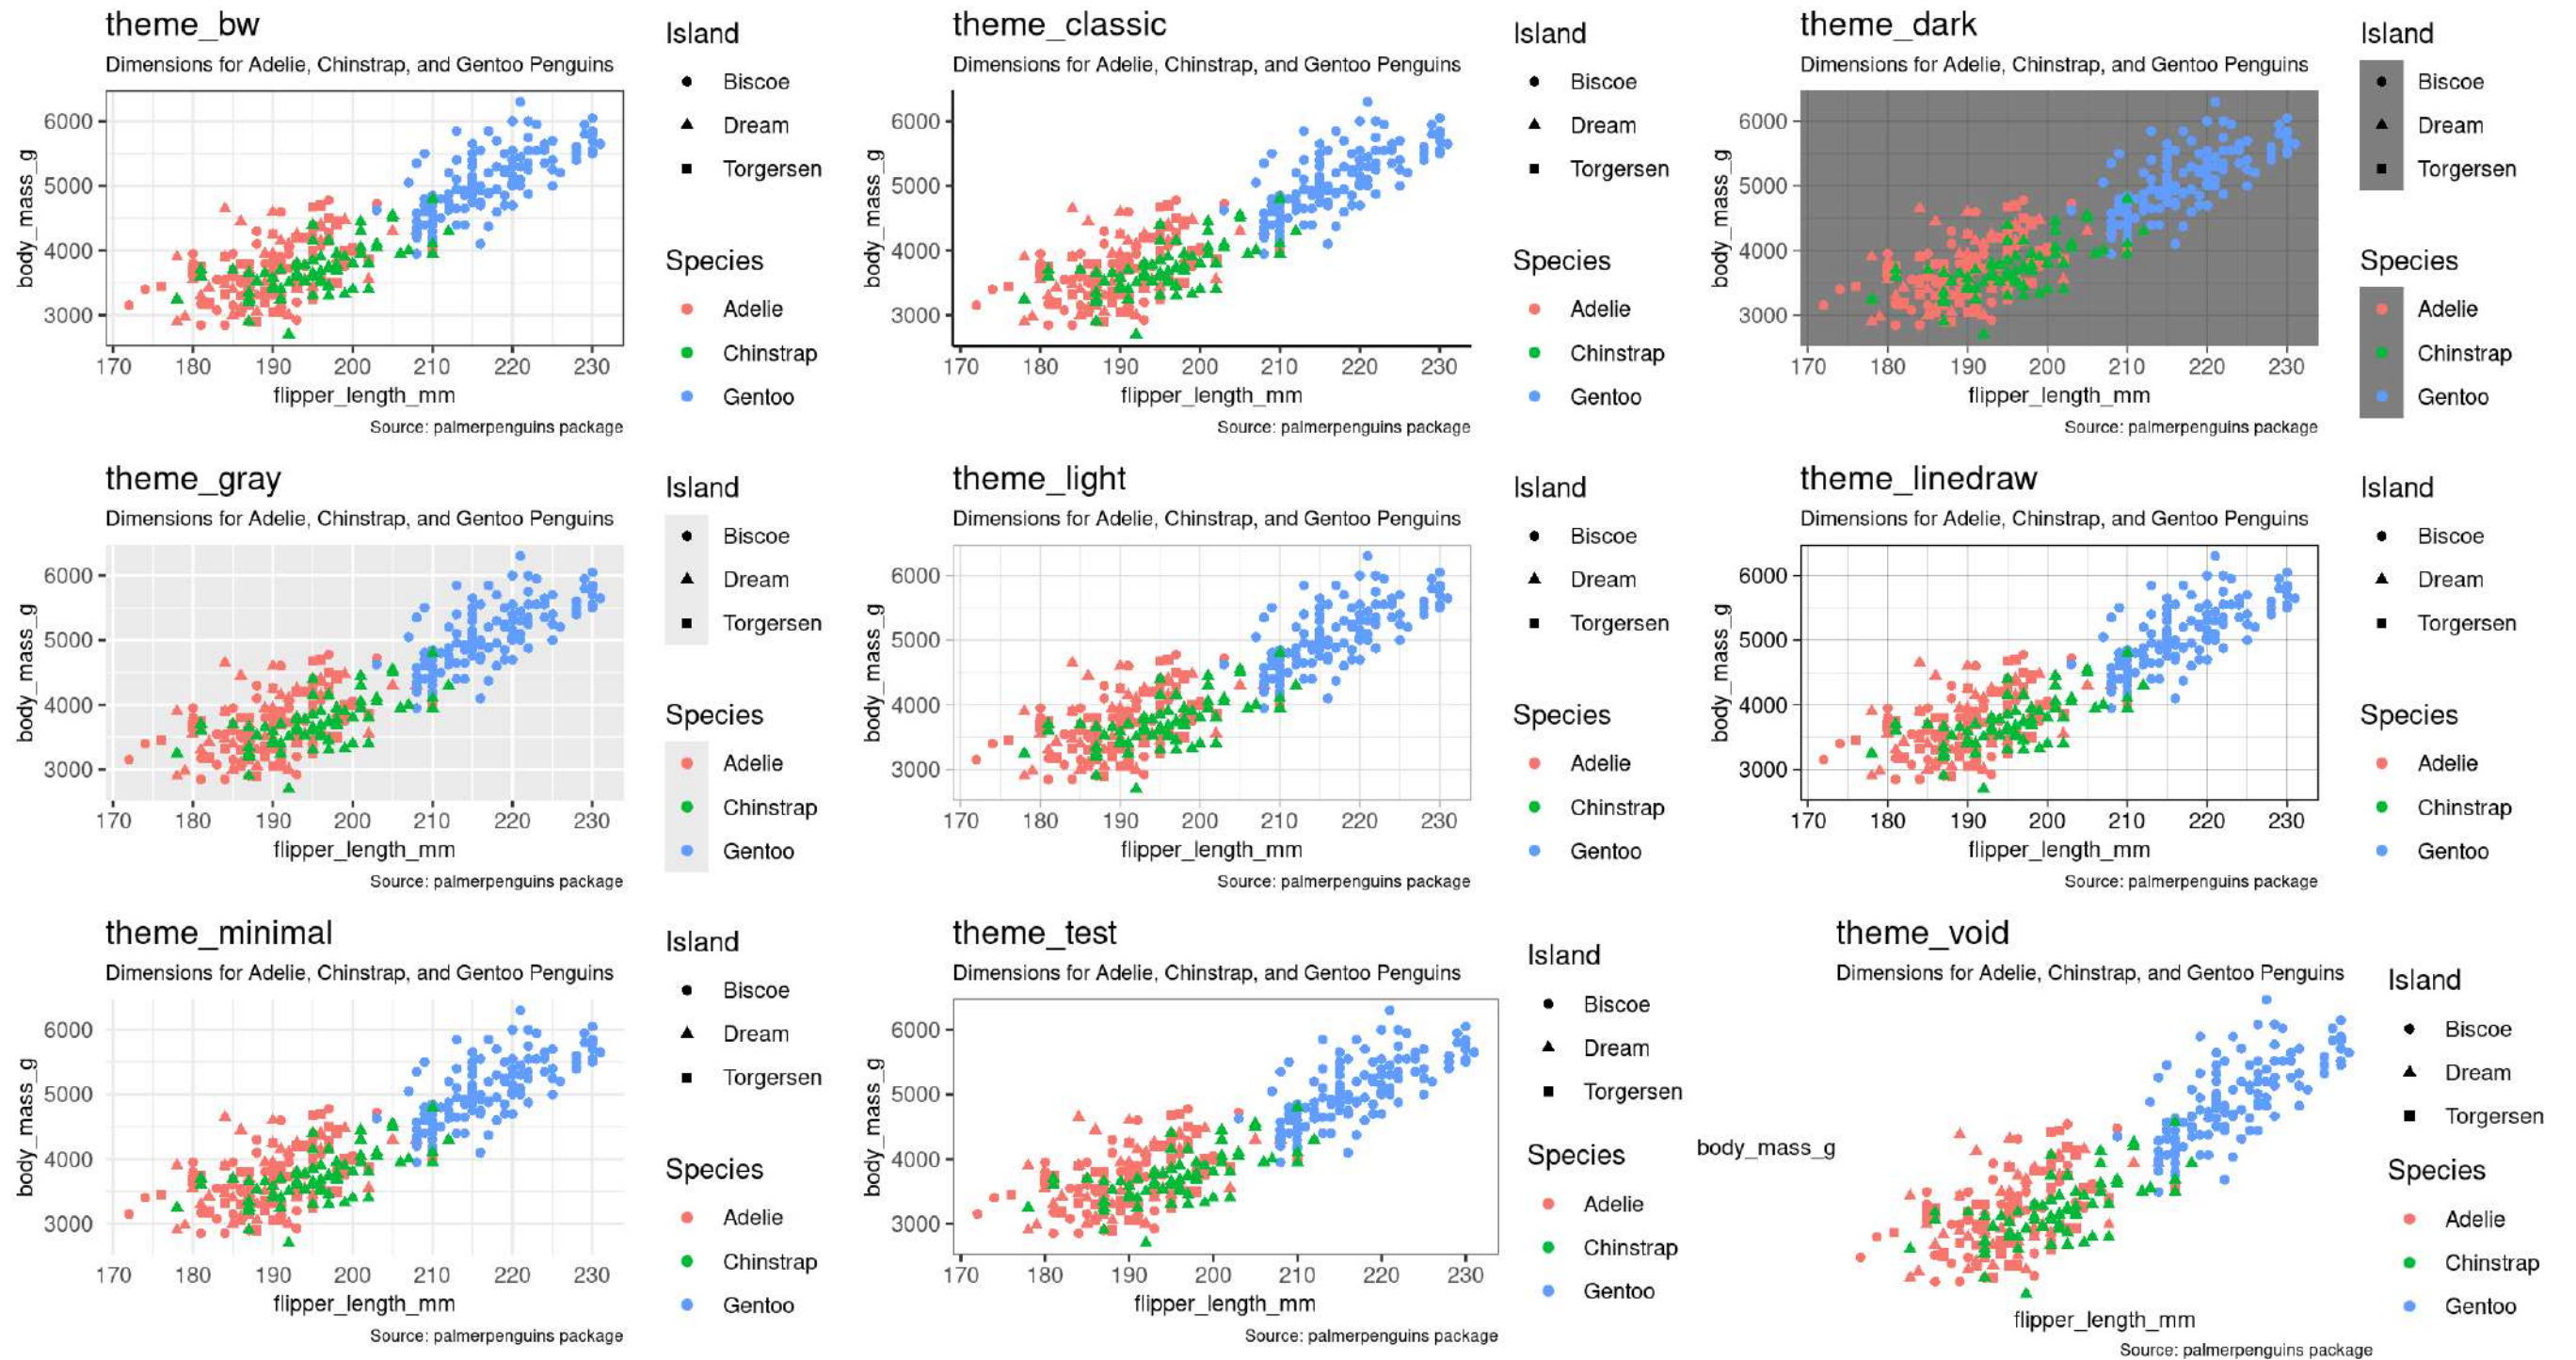 theme_bw
Dimensions for Adelie, Chinstrap, and Gentoo Penguins
body_mass_g
6000
5000
4000
3000
170 180 190 200 210 220 230
flipper_length_mm
Source: palmerpenguins package
Island
Biscoe
Dream
Torgersen
Species
Adelie
Chinstrap
Gentoo
theme_classic
Dimensions for Adelie, Chinstrap, and Gentoo Penguins
body_mass_g
6000
5000
4000
3000
170 180 190 200 210 220 230
flipper_length_mm
Source: palmerpenguins package
Island
Biscoe
Dream
Torgersen
Species
Adelie
Chinstrap
Gentoo
theme_dark
Dimensions for Adelie, Chinstrap, and Gentoo Penguins
body_mass_g
6000
5000
4000
3000
170 180 190 200 210 220 230
flipper_length_mm
Source: palmerpenguins package
Island
Biscoe
Dream
Torgersen
Species
Adelie
Chinstrap
Gentoo
theme_gray
Dimensions for Adelie, Chinstrap, and Gentoo Penguins
body_mass_g
6000
5000
4000
3000
170 180 190 200 210 220 230
flipper_length_mm
Source: palmerpenguins package
Island
Biscoe
Dream
Torgersen
Species
Adelie
Chinstrap
Gentoo
theme_light
Dimensions for Adelie, Chinstrap, and Gentoo Penguins
body_mass_g
6000
5000
4000
3000
170 180 190 200 210 220 230
flipper_length_mm
Source: palmerpenguins package
Island
Biscoe
Dream
Torgersen
Species
Adelie
Chinstrap
Gentoo
theme_linedraw
Dimensions for Adelie, Chinstrap, and Gentoo Penguins
body_mass_g
6000
5000
4000
3000
170 180 190 200 210 220 230
flipper_length_mm
Source: palmerpenguins package
Island
Biscoe
Dream
Torgersen
Species
Adelie
Chinstrap
Gentoo
theme_minimal
Dimensions for Adelie, Chinstrap, and Gentoo Penguins
body_mass_g
6000
5000
4000
3000
170 180 190 200 210 220 230
flipper_length_mm
Source: palmerpenguins package
Island
Biscoe
Dream
Torgersen
Species
Adelie
Chinstrap
Gentoo
theme_test
Dimensions for Adelie, Chinstrap, and Gentoo Penguins
body_mass_g
6000
5000
4000
3000
170 180 190 200 210 220 230
flipper_length_mm
Source: palmerpenguins package
Island
Biscoe
Dream
Torgersen
Species
Adelie
Chinstrap
Gentoo
theme_void
Dimensions for Adelie, Chinstrap, and Gentoo Penguins
body_mass_g
flipper_length_mm
Source: palmerpenguins package
Island
Biscoe
Dream
Torgersen
Species
Adelie
Chinstrap
Gentoo